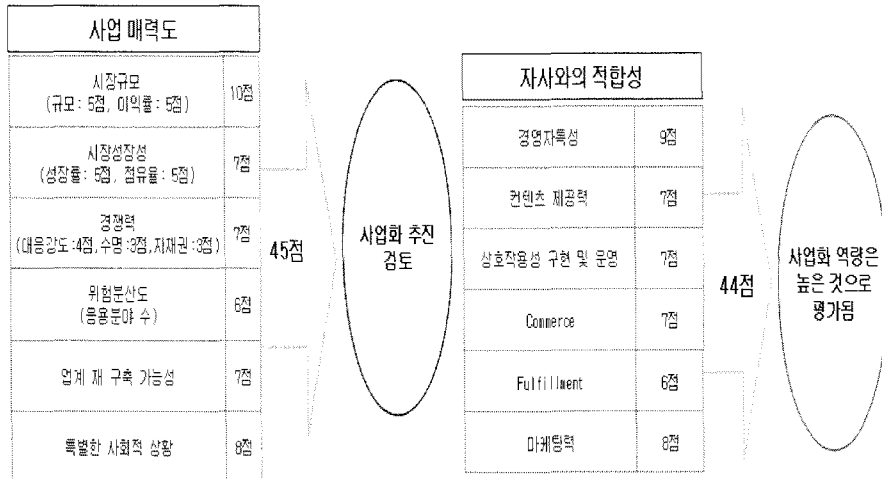 사업 매력도
시장규모
(규모: 5점, 이익률: 5점)
10점
시장성장성
(성장률: 5점, 점유율: 5점)
7점
경쟁력
(대응강도:4점,수명:3점,지재권:3점)
7점
위험분산도
(응용분야 수)
6점
업계 재 구축 가능성
7점
특별한 사회적 상황
8점
45점
사업화 추진
검토
자사와의 적합성
경영자특성
9점
컨텐츠 제공력
7점
상호작용성 구현 및 운영
7점
Commerce
7점
Fulfillment
6점
마케팅력
8점
44점
사업화 역량은
높은 것으로
평가됨